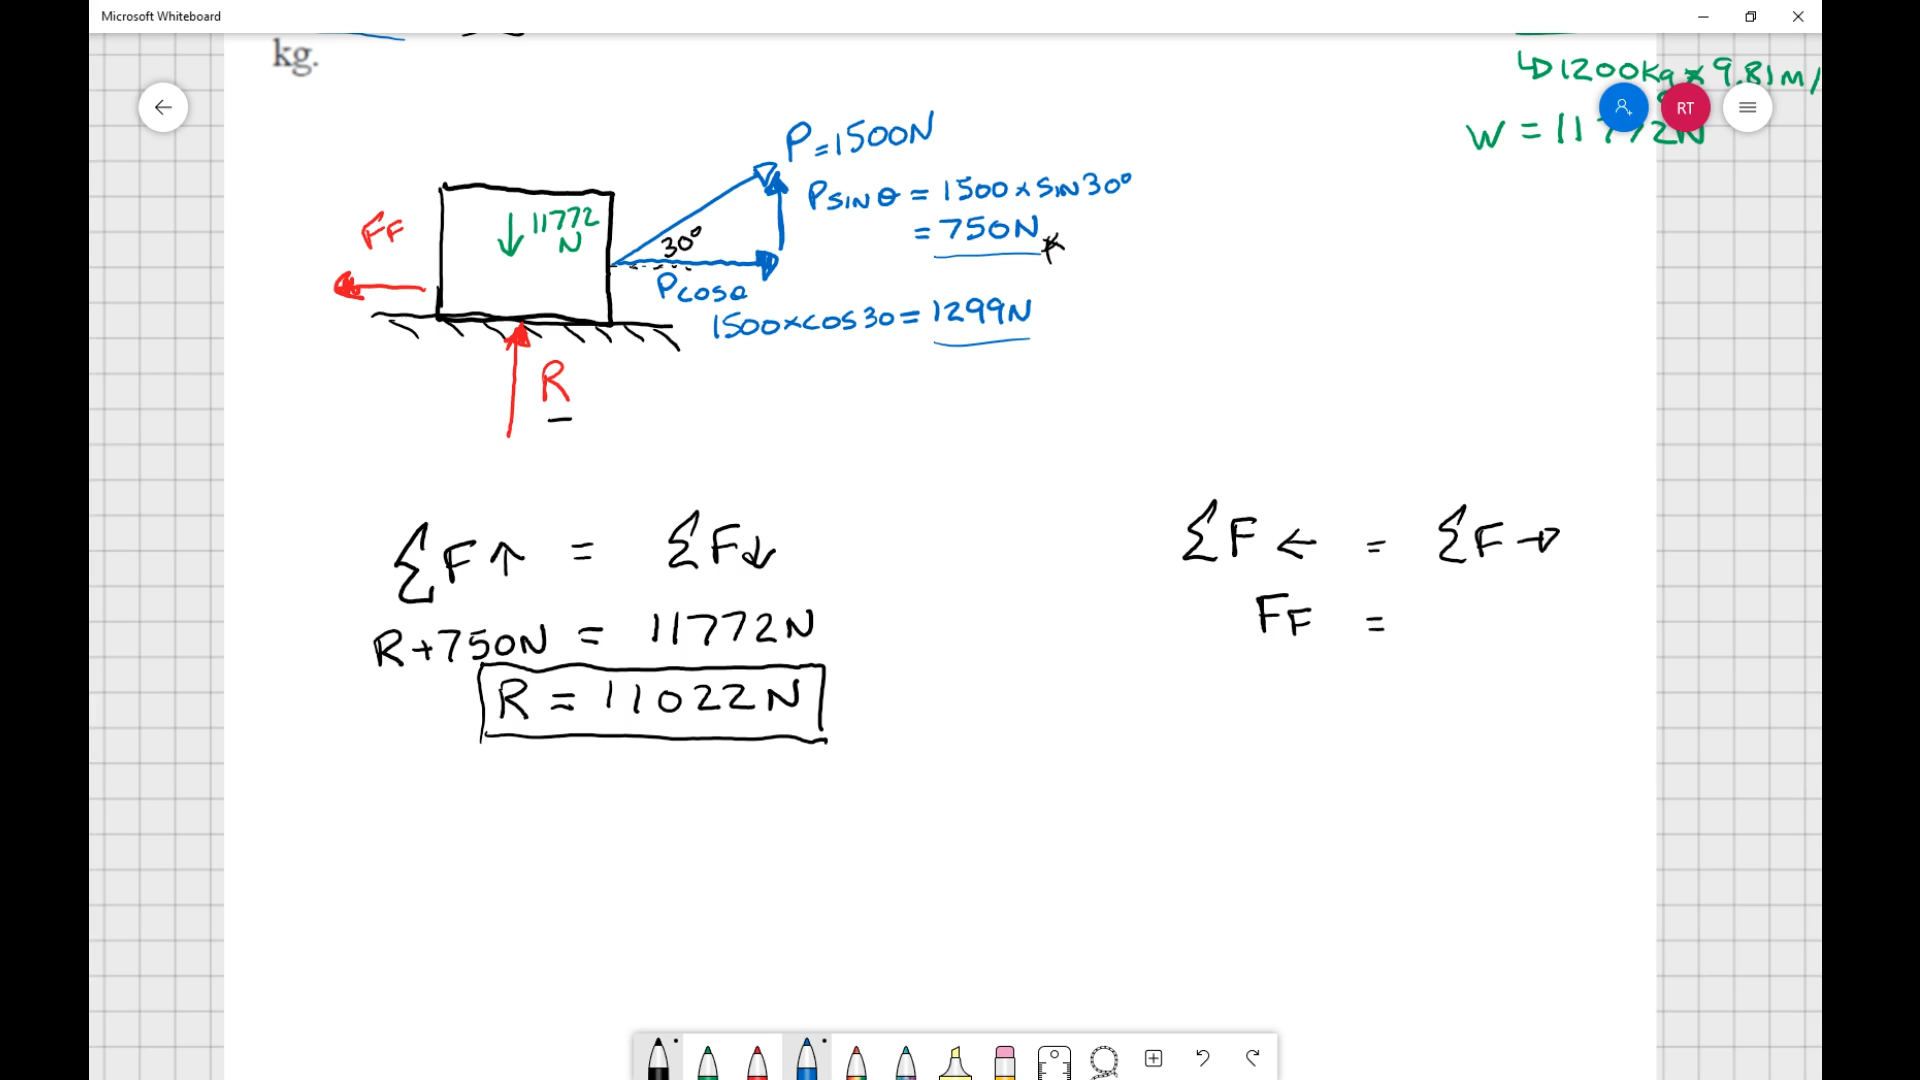 Microsoft Whiteboard
kg.
↳1200Kg × 9.81m/
RT
W = 11772N
P=1500N
PSINθ = 1500×SIN30°
= 750N*
FF
↓11772
N
30°
Pcosθ
1500×cos30 = 1299N
R
ΣF↑ = ΣF↓
R+750N = 11772N
R = 11022N
ΣF← = ΣF→
FF =